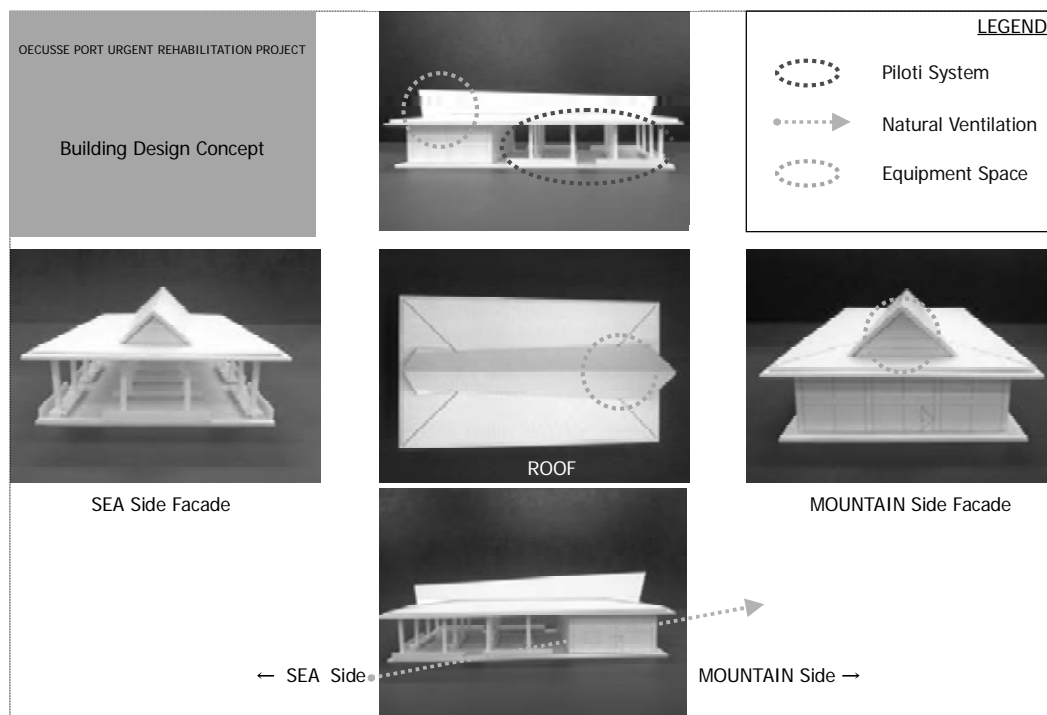 OECUSSE PORT URGENT REHABILITATION PROJECT
Building Design Concept
LEGEND
Piloti System
Natural Ventilation
Equipment Space
ROOF
SEA Side Facade
MOUNTAIN Side Facade
← SEA Side
MOUNTAIN Side →